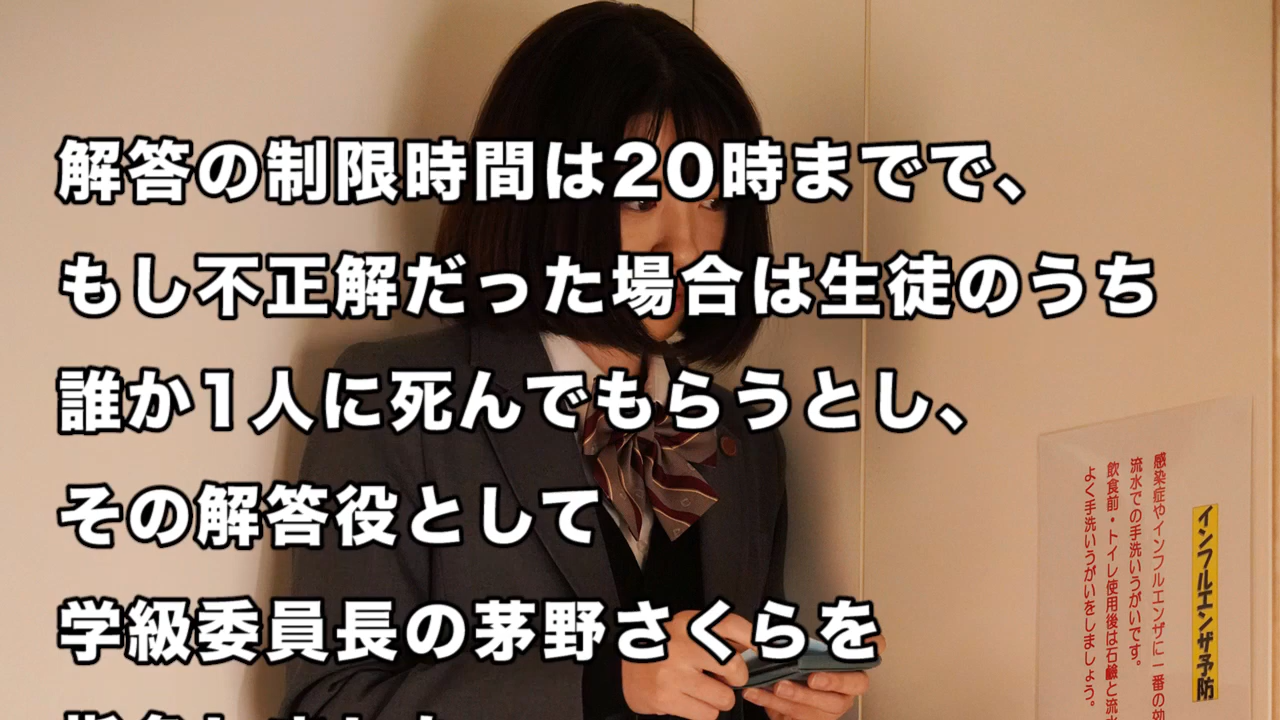 解答の制限時間は20時までで、
もし不正解だった場合は生徒のうち
誰か1人に死んでもらうとし、
その解答役として
学級委員長の茅野さくらを
インフルエンザ予防
感染症やインフルエンザに一番の効
流水での手洗いうがいです。
飲食前・トイレ使用後は石鹸と流水
よく手洗いうがいをしましょう。